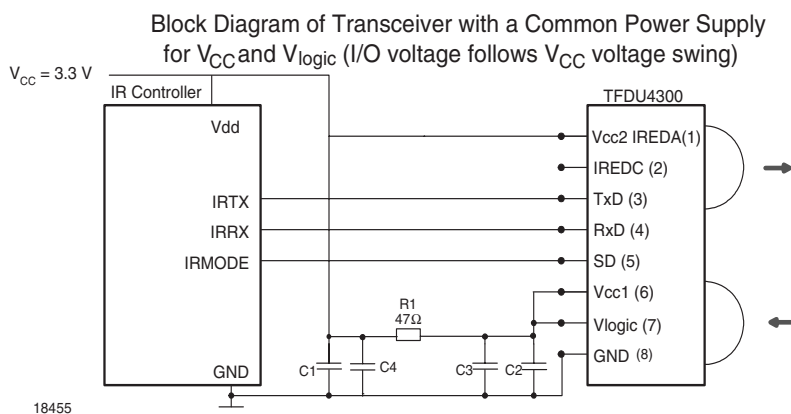 Block Diagram of Transceiver with a Common Power Supply
for VCC and Vlogic (I/O voltage follows VCC voltage swing)
VCC = 3.3 V
IR Controller
TFDU4300
Vdd
Vcc2 IREDA(1)
IREDC (2)
IRTX
TxD (3)
IRRX
RxD (4)
IRMODE
SD (5)
Vcc1 (6)
R1
47Ω
Vlogic (7)
GND (8)
GND
C1
C4
C3
C2
18455